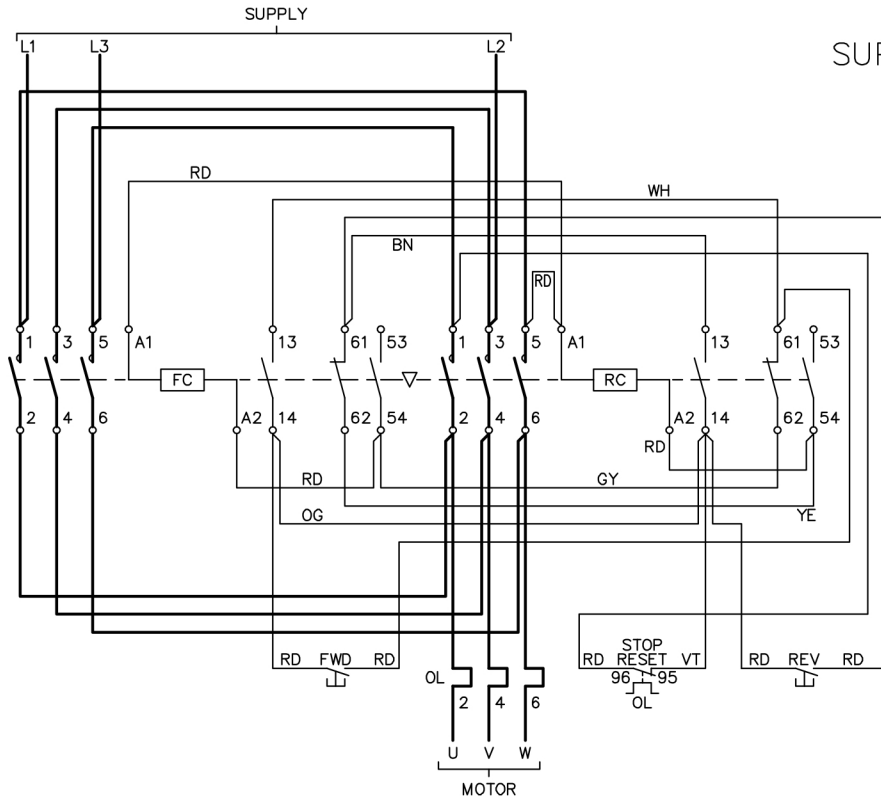 SUPPLY
L1 L3 L2
RD
WH
BN
RD
1 3 5 A1 13 61 53 1 3 5 A1 13 61 53
FC RC
2 4 6 A2 14 62 54 2 4 6 A2 14 62 54
RD
RD GY
OG YE
STOP
RD FWD RD RD RESET VT RD REV RD
OL 96 95
2 4 6 OL
U V W
MOTOR